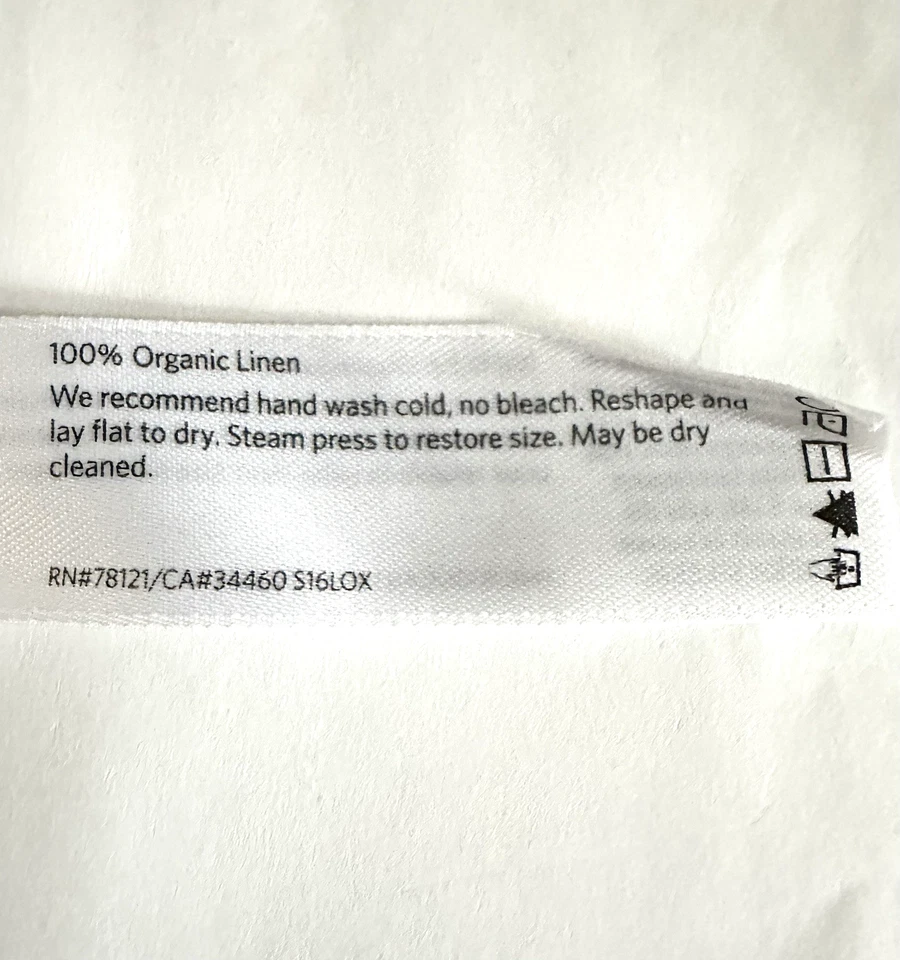 100% Organic Linen
We recommend hand wash cold, no bleach. Reshape and
lay flat to dry. Steam press to restore size. May be dry
cleaned.
RN#78121/CA#34460 S16LOX